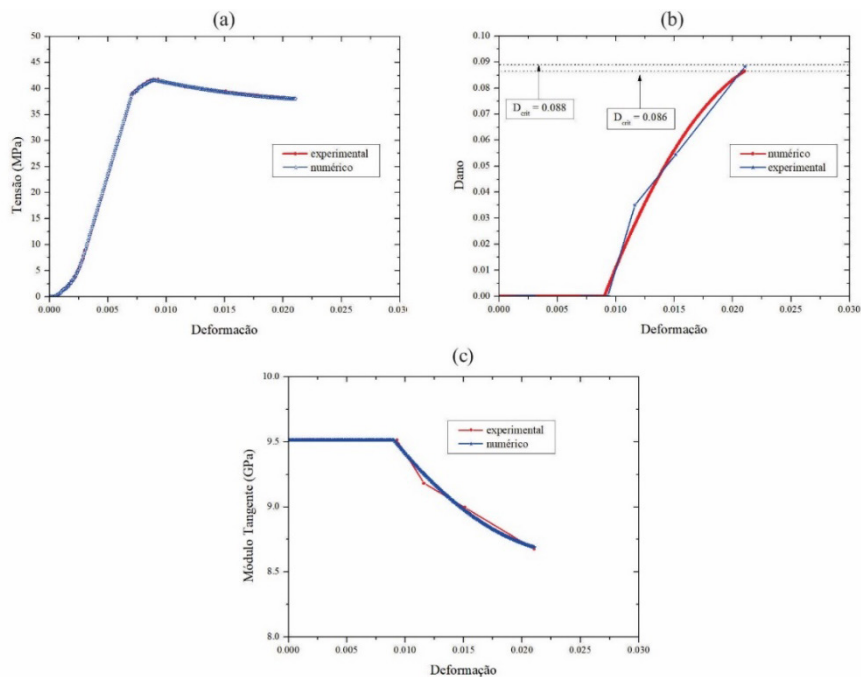 (a)
50
45
40
35
30
25
20
15
10
5
0
Tensão (MPa)
experimental
numérico
0.000 0.005 0.010 0.015 0.020 0.025 0.030
Deformação
(b)
0.10
0.09
0.08
0.07
0.06
0.05
0.04
0.03
0.02
0.01
0.00
Dano
D_crit = 0.088
D_crit = 0.086
numérico
experimental
0.000 0.005 0.010 0.015 0.020 0.025 0.030
Deformação
(c)
10.0
9.5
9.0
8.5
8.0
Módulo Tangente (GPa)
experimental
numérico
0.000 0.005 0.010 0.015 0.020 0.025 0.030
Deformação